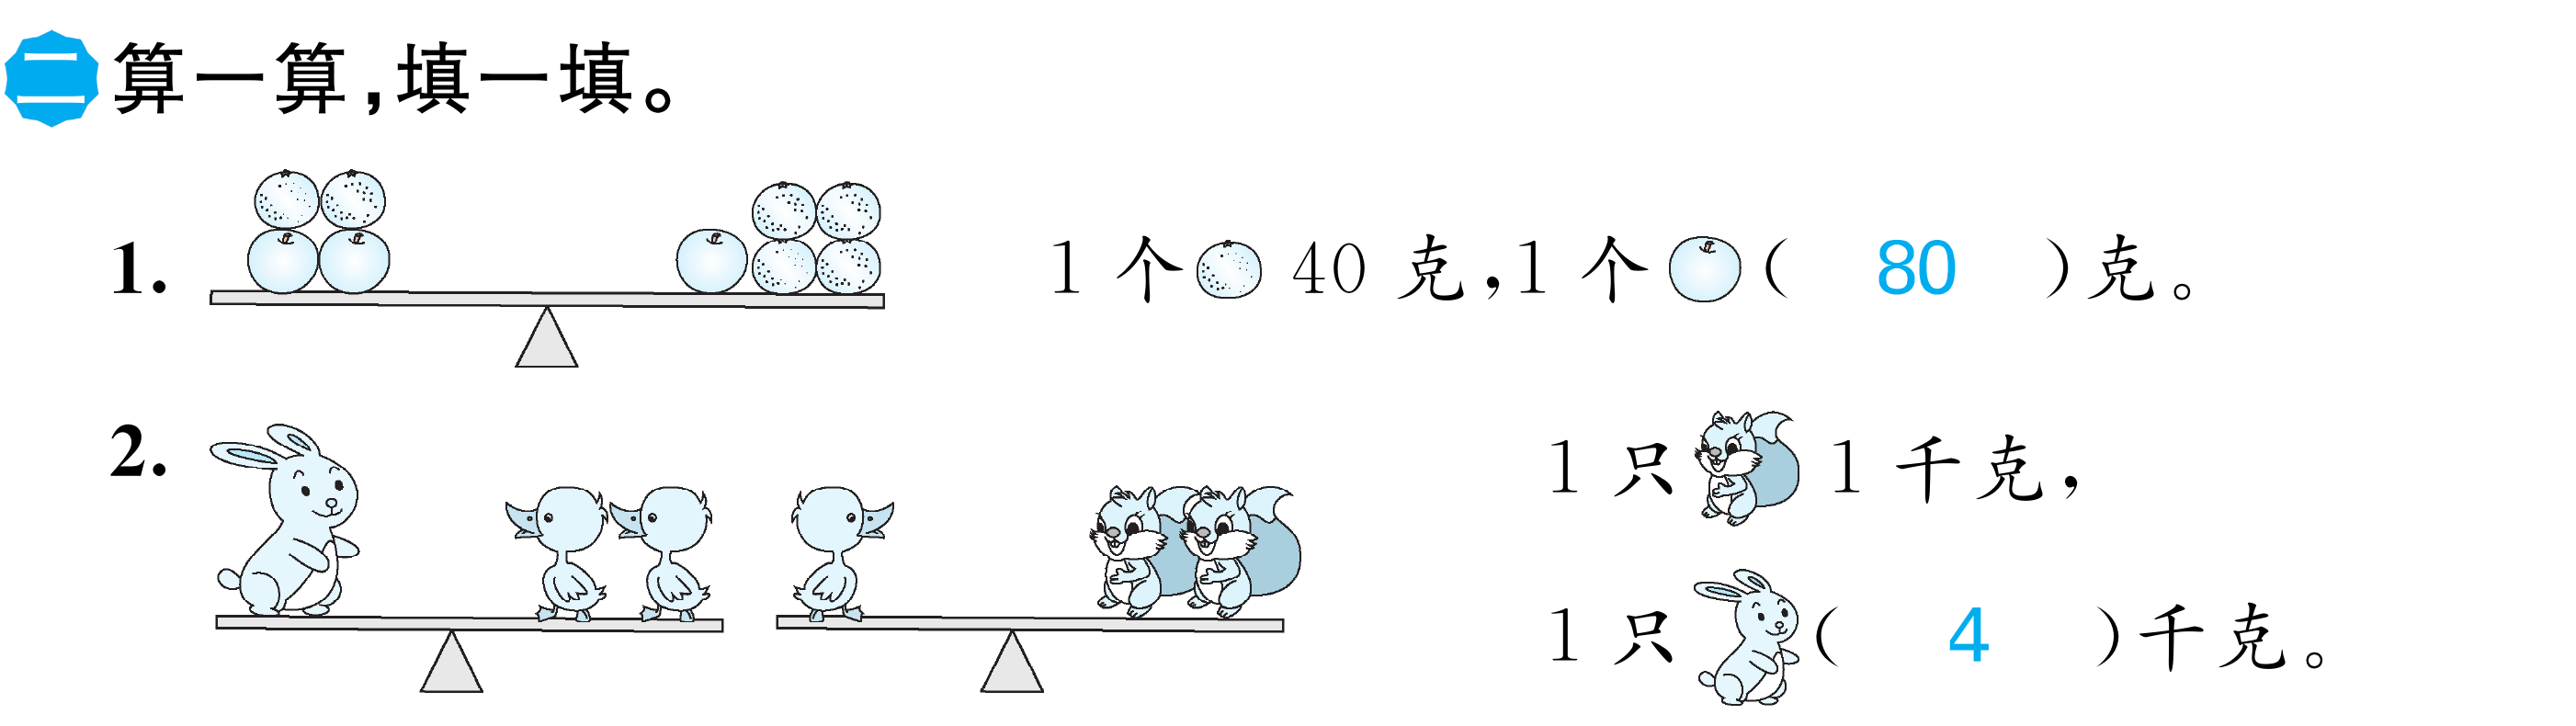 二 算一算,填一填。
1. 1 个 40 克,1 个 ( 80 )克。
2. 1 只 1 千克,
1 只 ( 4 )千克。